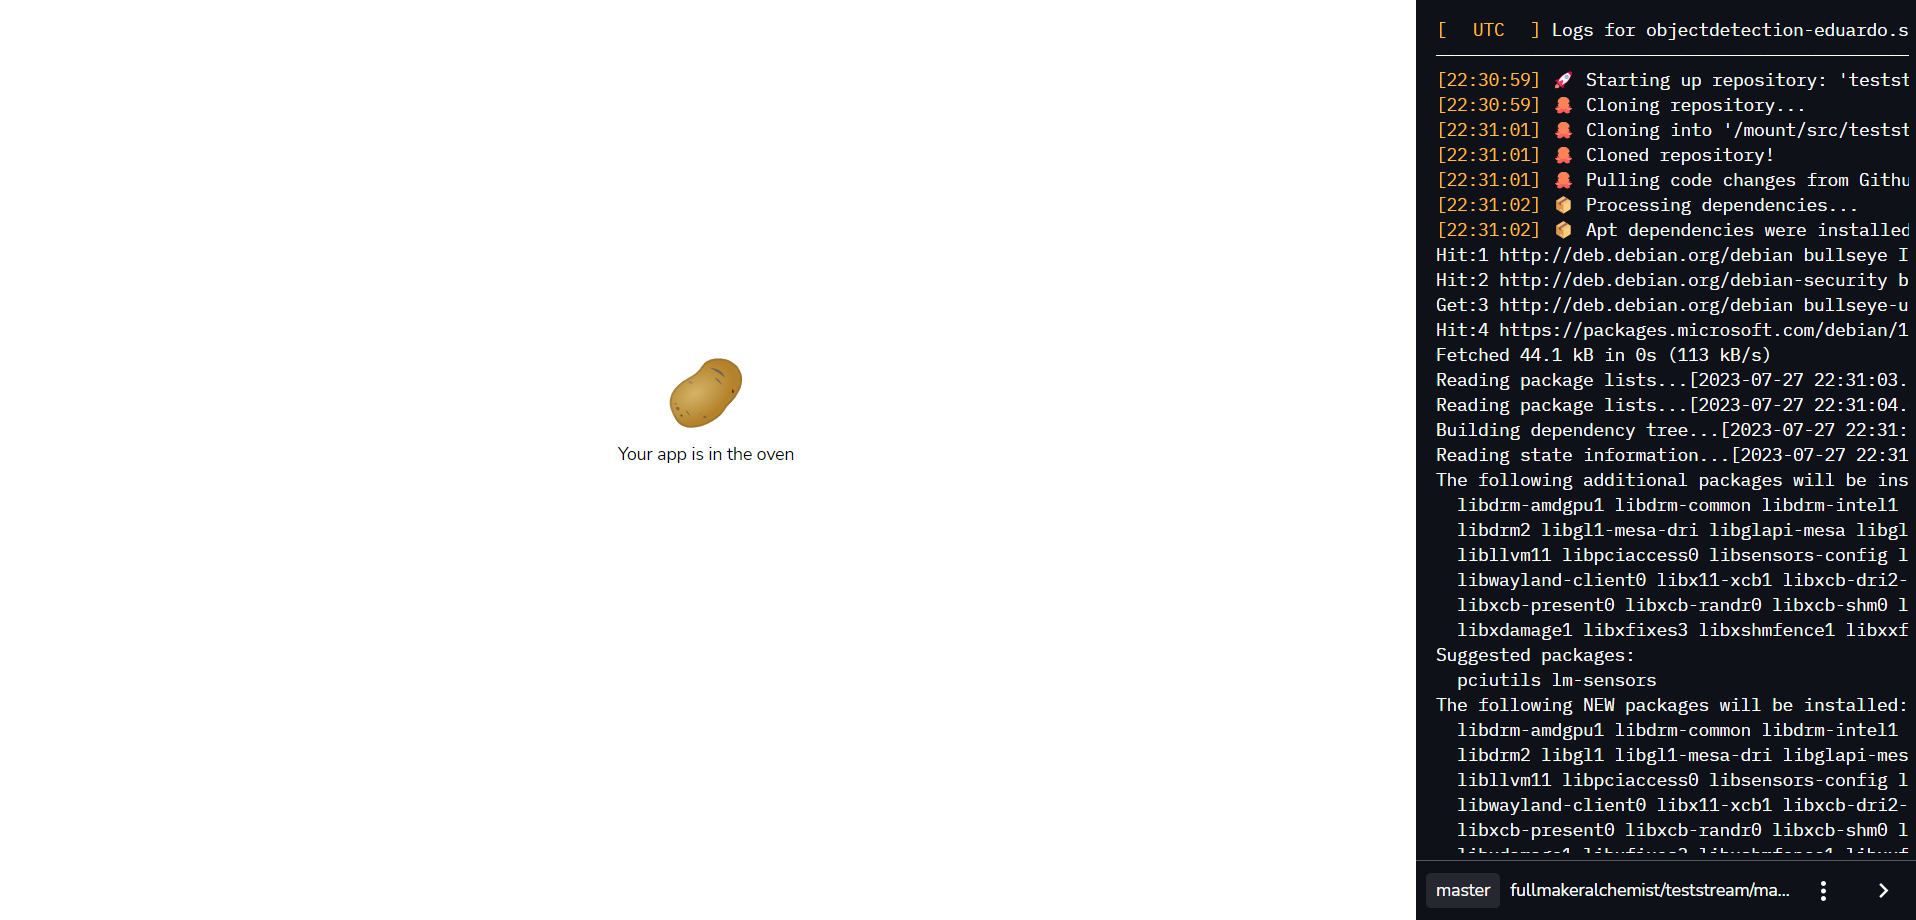 Your app is in the oven
[ UTC ] Logs for objectdetection-eduardo.s
[22:30:59] 🚀 Starting up repository: 'testst
[22:30:59] 🐙 Cloning repository...
[22:31:01] 🐙 Cloning into '/mount/src/testst
[22:31:01] 🐙 Cloned repository!
[22:31:01] 🐙 Pulling code changes from Githu
[22:31:02] 📦 Processing dependencies...
[22:31:02] 📦 Apt dependencies were installed
Hit:1 http://deb.debian.org/debian bullseye I
Hit:2 http://deb.debian.org/debian-security b
Get:3 http://deb.debian.org/debian bullseye-u
Hit:4 https://packages.microsoft.com/debian/1
Fetched 44.1 kB in 0s (113 kB/s)
Reading package lists...[2023-07-27 22:31:03.
Reading package lists...[2023-07-27 22:31:04.
Building dependency tree...[2023-07-27 22:31:
Reading state information...[2023-07-27 22:31
The following additional packages will be ins
libdrm-amdgpu1 libdrm-common libdrm-intel1
libdrm2 libgl1-mesa-dri libglapi-mesa libgl
libllvm11 libpciaccess0 libsensors-config l
libwayland-client0 libx11-xcb1 libxcb-dri2-
libxcb-present0 libxcb-randr0 libxcb-shm0 l
libxdamage1 libxfixes3 libxshmfence1 libxxf
Suggested packages:
pciutils lm-sensors
The following NEW packages will be installed:
libdrm-amdgpu1 libdrm-common libdrm-intel1
libdrm2 libgl1 libgl1-mesa-dri libglapi-mes
libllvm11 libpciaccess0 libsensors-config l
libwayland-client0 libx11-xcb1 libxcb-dri2-
libxcb-present0 libxcb-randr0 libxcb-shm0 l
master fullmakeralchemist/teststream/ma...